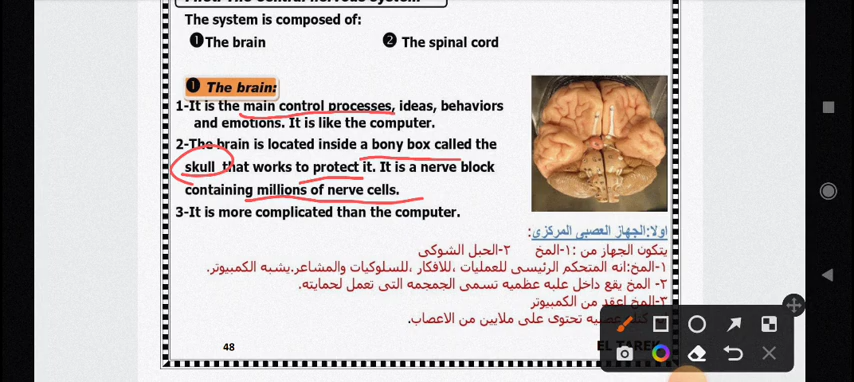 The system is composed of:
❶The brain ❷ The spinal cord
❶ The brain:
1-It is the main control processes, ideas, behaviors
and emotions. It is like the computer.
2-The brain is located inside a bony box called the
skull that works to protect it. It is a nerve block
containing millions of nerve cells.
3-It is more complicated than the computer.
اولا:الجهاز العصبى المركزي:
يتكون الجهاز من :١-المخ ٢-الحبل الشوكى
١-المخ:انه المتحكم الرئيسى للعمليات ،للافكار ،للسلوكيات والمشاعر.يشبه الكمبيوتر.
٢- المخ يقع داخل علبه عظميه تسمى الجمجمه التى تعمل لحمايته.
٣-المخ اعقد من الكمبيوتر
عصبيه تحتوى على ملايين من الاعصاب.
48
EL TAREK